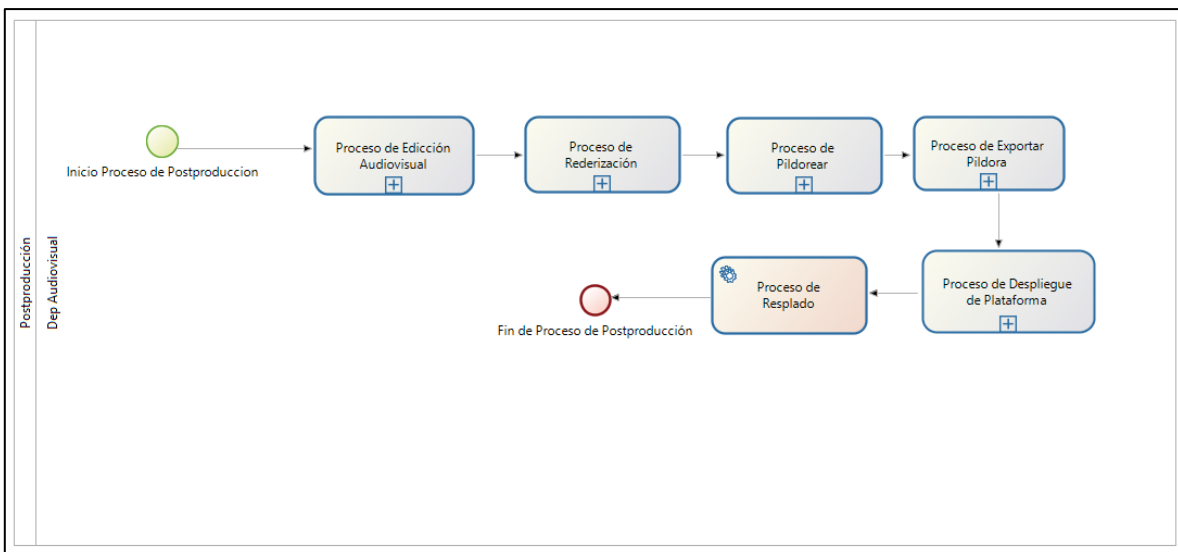 Postproducción
Dep Audiovisual
Inicio Proceso de Postproduccion
Proceso de Edicción
Audiovisual
Proceso de
Rederización
Proceso de
Pildorear
Proceso de Exportar
Pildora
Proceso de Despliegue
de Plataforma
Proceso de
Resplado
Fin de Proceso de Postproducción